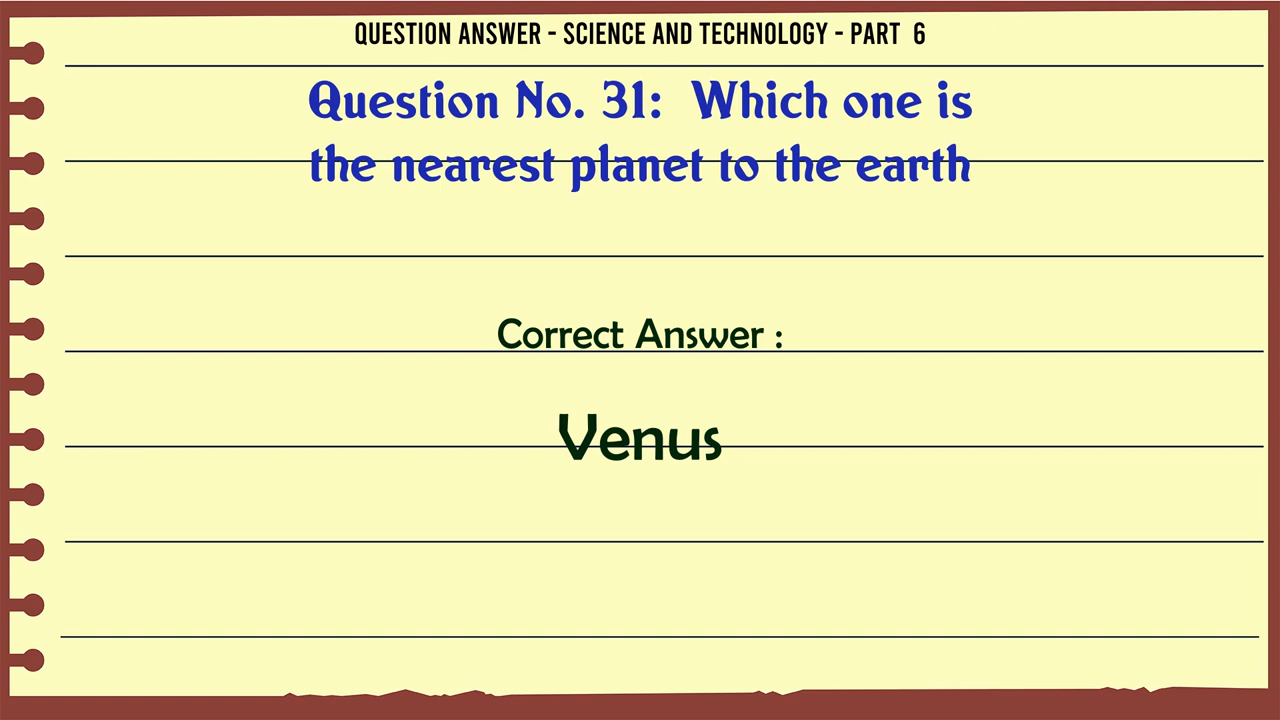 QUESTION ANSWER - SCIENCE AND TECHNOLOGY - PART 6
Question No. 31: Which one is
the nearest planet to the earth
Correct Answer :
Venus